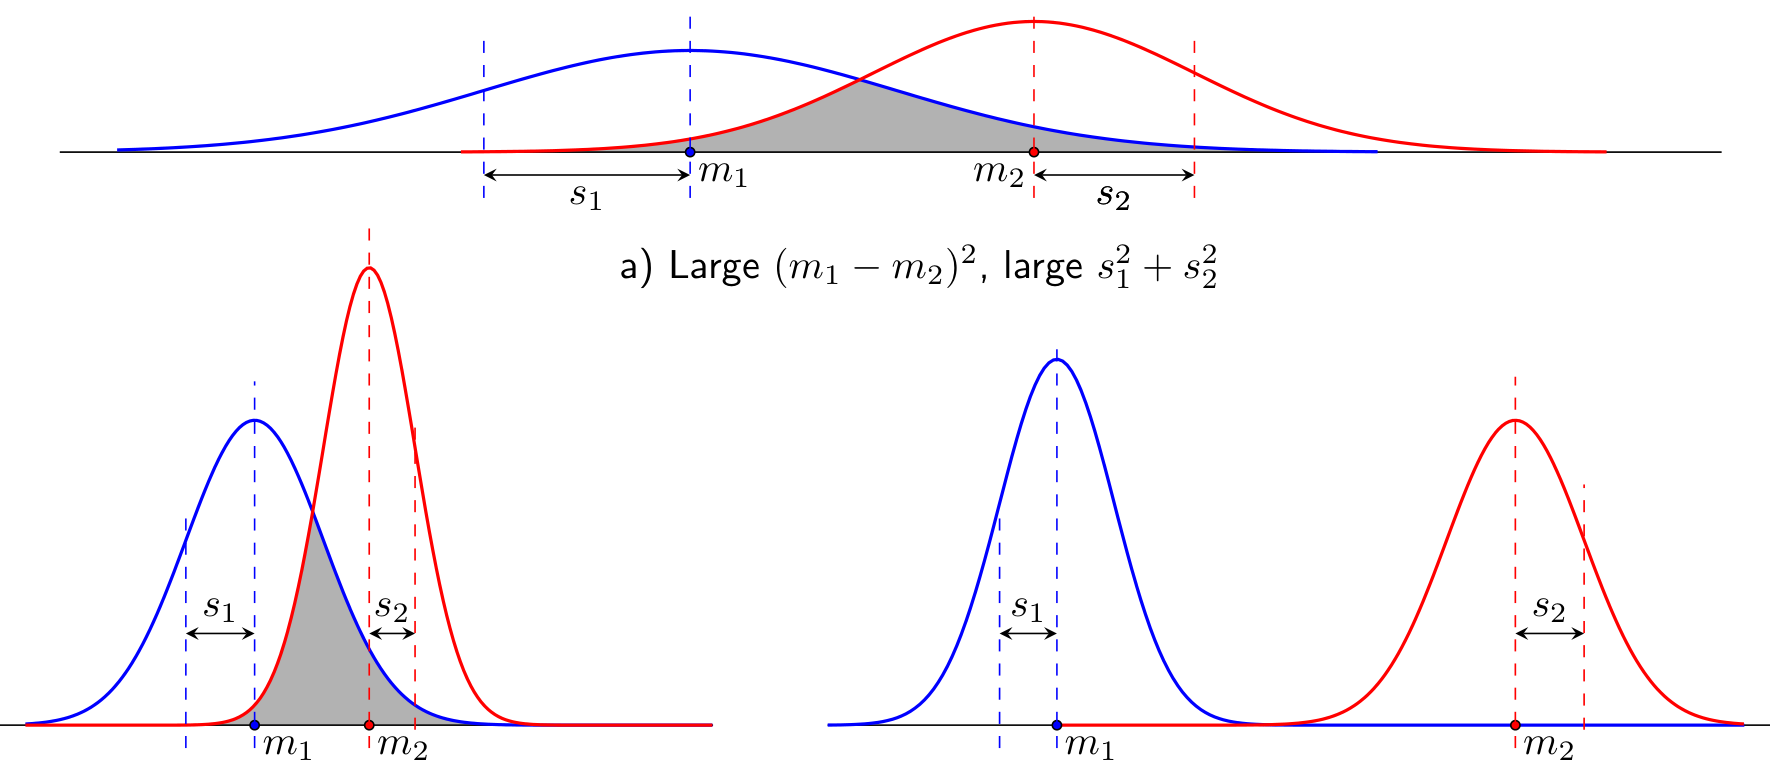 m₁ m₂
s₁ s₂
a) Large (m₁ − m₂)², large s₁² + s₂²
s₁ s₂ s₁ s₂
m₁ m₂ m₁ m₂